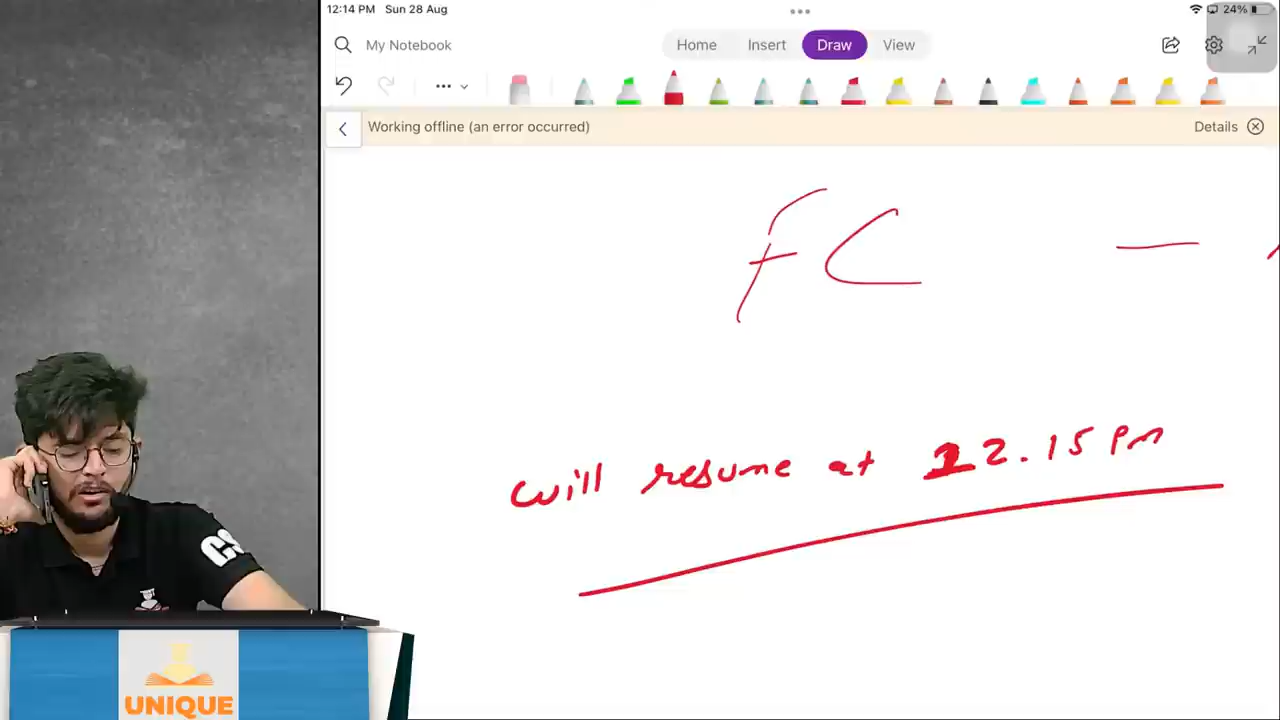 12:14 PM Sun 28 Aug
24%
My Notebook
Home Insert Draw View
Working offline (an error occurred)
Details
FC —
will resume at 12.15 Pm
CS
UNIQUE